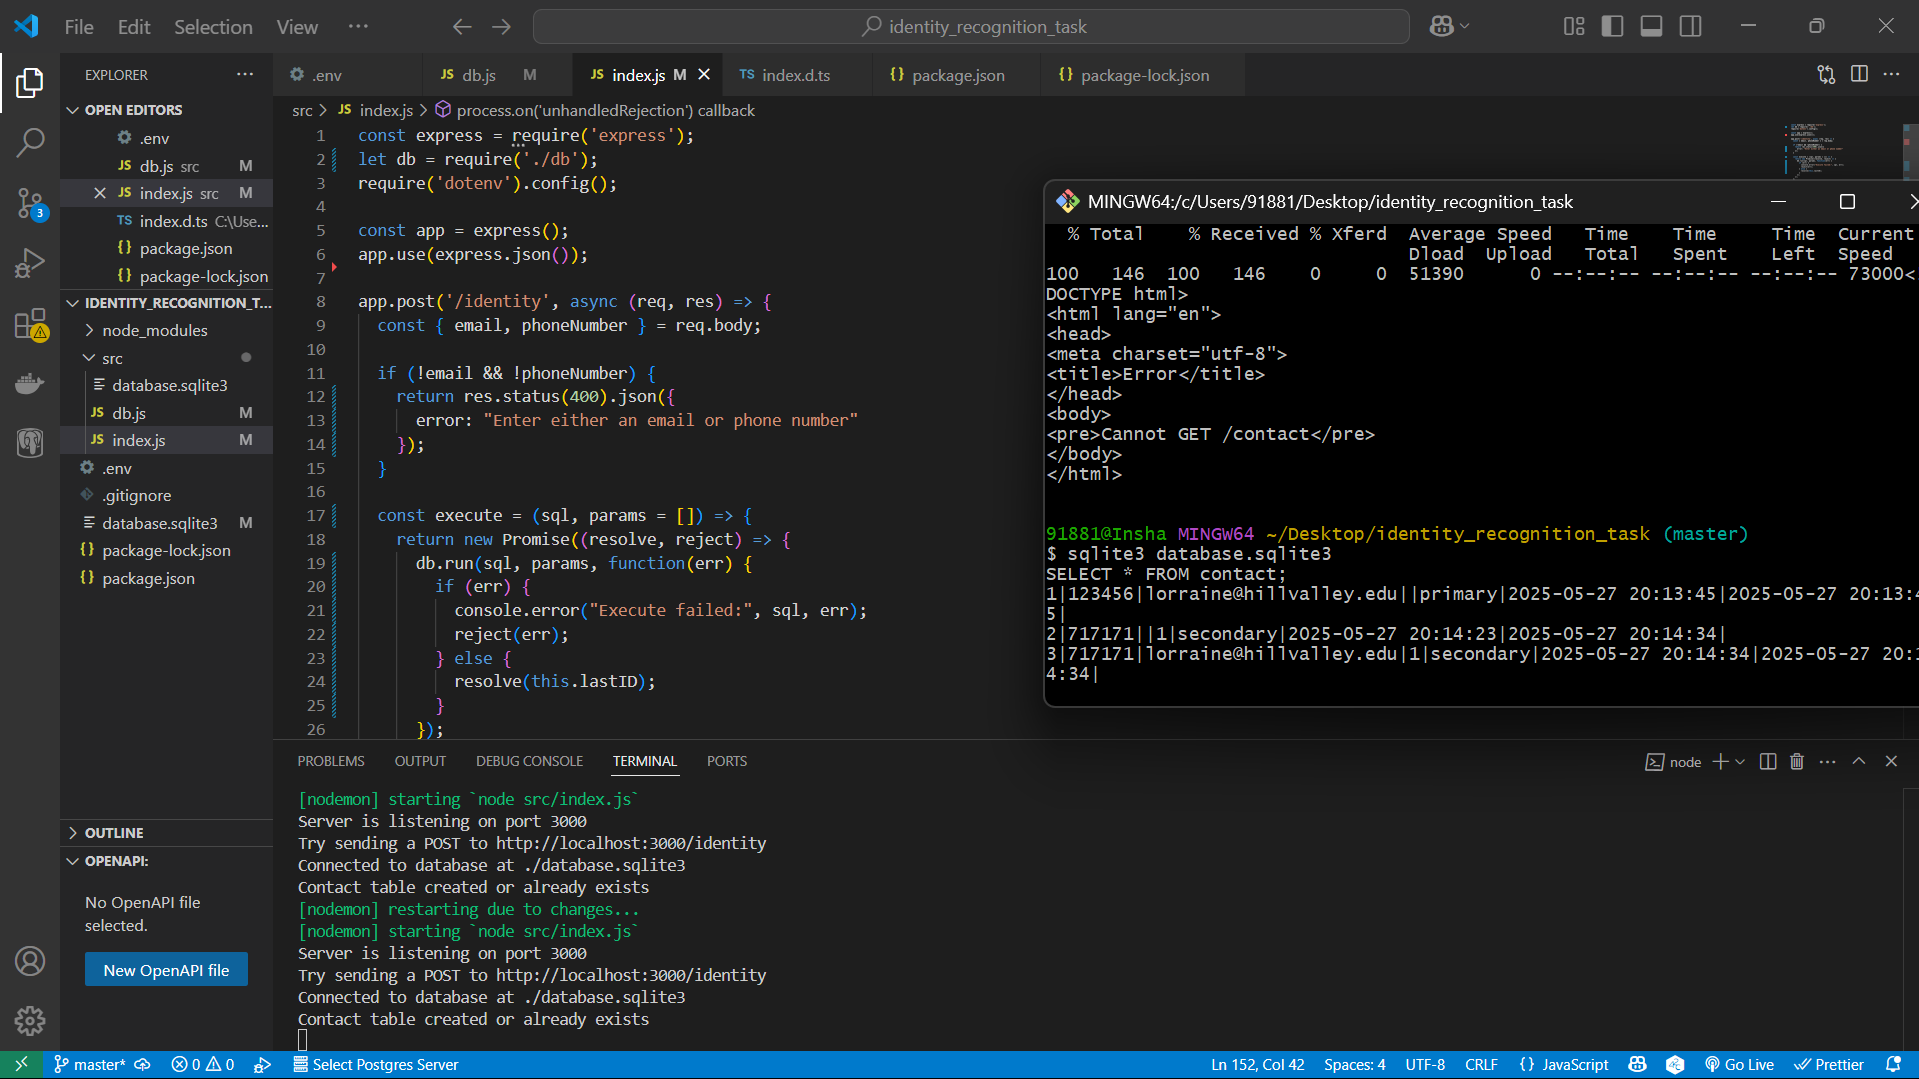 File Edit Selection View ··· identity_recognition_task
EXPLORER ···
OPEN EDITORS
.env
JS db.js src M
JS index.js src M
TS index.d.ts C:\Use...
{} package.json
{} package-lock.json
IDENTITY_RECOGNITION_T...
node_modules
src
database.sqlite3
JS db.js M
JS index.js M
.env
.gitignore
database.sqlite3 M
{} package-lock.json
{} package.json
OUTLINE
OPENAPI:
No OpenAPI file
selected.
New OpenAPI file
3
.env JS db.js M JS index.js M TS index.d.ts {} package.json {} package-lock.json
src > JS index.js > process.on('unhandledRejection') callback
1 const express = require('express');
2 let db = require('./db');
3 require('dotenv').config();
4
5 const app = express();
6 app.use(express.json());
7
8 app.post('/identity', async (req, res) => {
9 const { email, phoneNumber } = req.body;
10
11 if (!email && !phoneNumber) {
12 return res.status(400).json({
13 error: "Enter either an email or phone number"
14 });
15 }
16
17 const execute = (sql, params = []) => {
18 return new Promise((resolve, reject) => {
19 db.run(sql, params, function(err) {
20 if (err) {
21 console.error("Execute failed:", sql, err);
22 reject(err);
23 } else {
24 resolve(this.lastID);
25 }
26 });
MINGW64:/c/Users/91881/Desktop/identity_recognition_task
% Total % Received % Xferd Average Speed Time Time Time Current
Dload Upload Total Spent Left Speed
100 146 100 146 0 0 51390 0 --:--:-- --:--:-- --:--:-- 73000<
DOCTYPE html>
<html lang="en">
<head>
<meta charset="utf-8">
<title>Error</title>
</head>
<body>
<pre>Cannot GET /contact</pre>
</body>
</html>
91881@Insha MINGW64 ~/Desktop/identity_recognition_task (master)
$ sqlite3 database.sqlite3
SELECT * FROM contact;
1|123456|lorraine@hillvalley.edu||primary|2025-05-27 20:13:45|2025-05-27 20:13:4
5|
2|717171||1|secondary|2025-05-27 20:14:23|2025-05-27 20:14:34|
3|717171|lorraine@hillvalley.edu|1|secondary|2025-05-27 20:14:34|2025-05-27 20:1
4:34|
PROBLEMS OUTPUT DEBUG CONSOLE TERMINAL PORTS node
[nodemon] starting `node src/index.js`
Server is listening on port 3000
Try sending a POST to http://localhost:3000/identity
Connected to database at ./database.sqlite3
Contact table created or already exists
[nodemon] restarting due to changes...
[nodemon] starting `node src/index.js`
Server is listening on port 3000
Try sending a POST to http://localhost:3000/identity
Connected to database at ./database.sqlite3
Contact table created or already exists
master* 0 0 Select Postgres Server Ln 152, Col 42 Spaces: 4 UTF-8 CRLF {} JavaScript Go Live Prettier